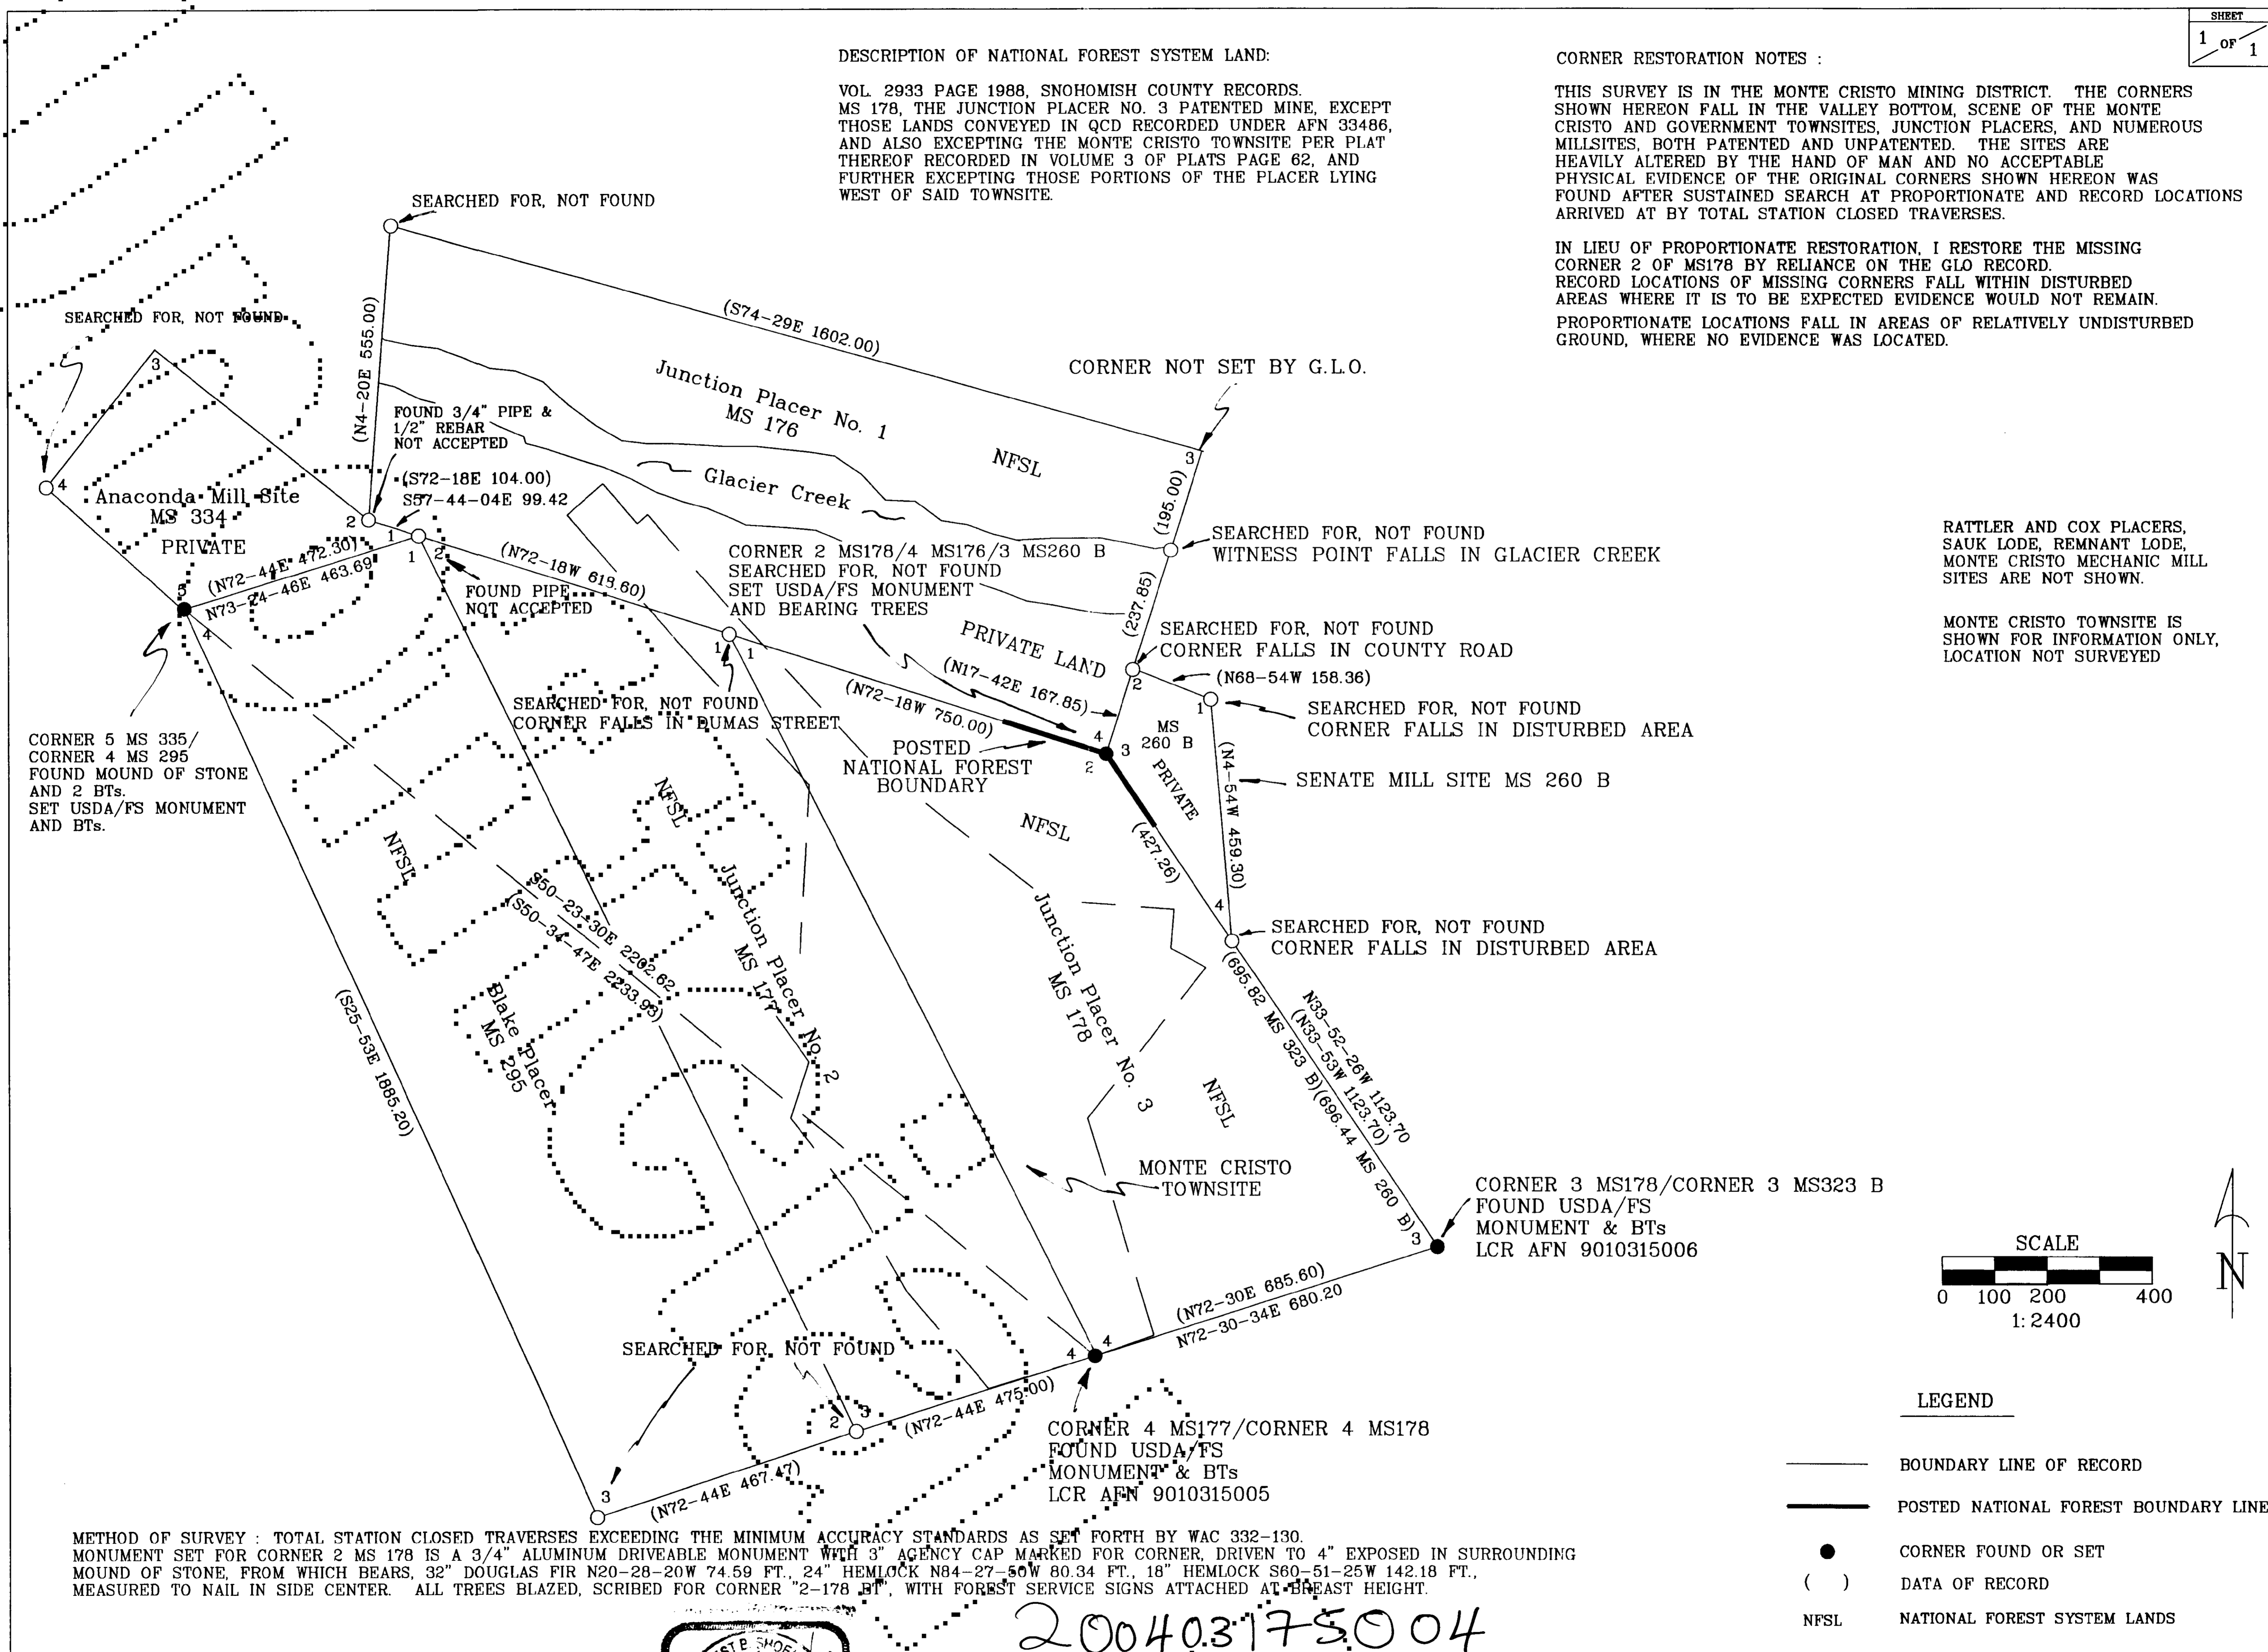 SHEET
1 OF 1
DESCRIPTION OF NATIONAL FOREST SYSTEM LAND:
VOL. 2933 PAGE 1988, SNOHOMISH COUNTY RECORDS.
MS 178, THE JUNCTION PLACER NO. 3 PATENTED MINE, EXCEPT
THOSE LANDS CONVEYED IN QCD RECORDED UNDER AFN 33486,
AND ALSO EXCEPTING THE MONTE CRISTO TOWNSITE PER PLAT
THEREOF RECORDED IN VOLUME 3 OF PLATS PAGE 62, AND
FURTHER EXCEPTING THOSE PORTIONS OF THE PLACER LYING
WEST OF SAID TOWNSITE.
CORNER RESTORATION NOTES :
THIS SURVEY IS IN THE MONTE CRISTO MINING DISTRICT. THE CORNERS
SHOWN HEREON FALL IN THE VALLEY BOTTOM, SCENE OF THE MONTE
CRISTO AND GOVERNMENT TOWNSITES, JUNCTION PLACERS, AND NUMEROUS
MILLSITES, BOTH PATENTED AND UNPATENTED. THE SITES ARE
HEAVILY ALTERED BY THE HAND OF MAN AND NO ACCEPTABLE
PHYSICAL EVIDENCE OF THE ORIGINAL CORNERS SHOWN HEREON WAS
FOUND AFTER SUSTAINED SEARCH AT PROPORTIONATE AND RECORD LOCATIONS
ARRIVED AT BY TOTAL STATION CLOSED TRAVERSES.
IN LIEU OF PROPORTIONATE RESTORATION, I RESTORE THE MISSING
CORNER 2 OF MS178 BY RELIANCE ON THE GLO RECORD.
RECORD LOCATIONS OF MISSING CORNERS FALL WITHIN DISTURBED
AREAS WHERE IT IS TO BE EXPECTED EVIDENCE WOULD NOT REMAIN.
PROPORTIONATE LOCATIONS FALL IN AREAS OF RELATIVELY UNDISTURBED
GROUND, WHERE NO EVIDENCE WAS LOCATED.
SEARCHED FOR, NOT FOUND
SEARCHED FOR, NOT FOUND
(N4-20E 555.00)
(S74-29E 1602.00)
Junction Placer No. 1
MS 176
NFSL
CORNER NOT SET BY G.L.O.
3
3
FOUND 3/4" PIPE &
1/2" REBAR
NOT ACCEPTED
(S72-18E 104.00)
S57-44-04E 99.42
Glacier Creek
(195.00)
4
Anaconda Mill Site
MS 334
PRIVATE
2
1
1
2
(N72-44E 472.30)
N73-24-46E 463.69
5
4
FOUND PIPE
NOT ACCEPTED
(N72-18W 618.60)
CORNER 2 MS178/4 MS176/3 MS260 B
SEARCHED FOR, NOT FOUND
SET USDA/FS MONUMENT
AND BEARING TREES
SEARCHED FOR, NOT FOUND
WITNESS POINT FALLS IN GLACIER CREEK
(237.85)
RATTLER AND COX PLACERS,
SAUK LODE, REMNANT LODE,
MONTE CRISTO MECHANIC MILL
SITES ARE NOT SHOWN.
MONTE CRISTO TOWNSITE IS
SHOWN FOR INFORMATION ONLY,
LOCATION NOT SURVEYED
PRIVATE LAND
SEARCHED FOR, NOT FOUND
CORNER FALLS IN COUNTY ROAD
2
(N68-54W 158.36)
1
1
1
(N17-42E 167.85)
(N72-18W 750.00)
SEARCHED FOR, NOT FOUND
CORNER FALLS IN DUMAS STREET
SEARCHED FOR, NOT FOUND
CORNER FALLS IN DISTURBED AREA
MS
260 B
PRIVATE
4
3
2
POSTED
NATIONAL FOREST
BOUNDARY
(N4-54W 459.30)
SENATE MILL SITE MS 260 B
CORNER 5 MS 335/
CORNER 4 MS 295
FOUND MOUND OF STONE
AND 2 BTs.
SET USDA/FS MONUMENT
AND BTs.
NFSL
NFSL
NFSL
(427.26)
4
SEARCHED FOR, NOT FOUND
CORNER FALLS IN DISTURBED AREA
S50-23-30E 2202.62
(S50-34-47E 2233.93)
Junction Placer No. 2
MS 177
Junction Placer No. 3
MS 178
Blake Placer
MS 295
(S25-53E 1885.20)
N33-52-26W 1123.70
(N33-53W 1123.70)
(695.82 MS 323 B)(696.44 MS 260 B)
NFSL
MONTE CRISTO
TOWNSITE
3
CORNER 3 MS178/CORNER 3 MS323 B
FOUND USDA/FS
MONUMENT & BTs
LCR AFN 9010315006
SCALE
0 100 200 400
1:2400
N
(N72-30E 685.60)
N72-30-34E 680.20
SEARCHED FOR, NOT FOUND
4
4
2
3
(N72-44E 475.00)
CORNER 4 MS177/CORNER 4 MS178
FOUND USDA/FS
MONUMENT & BTs
LCR AFN 9010315005
3
(N72-44E 467.47)
LEGEND
BOUNDARY LINE OF RECORD
POSTED NATIONAL FOREST BOUNDARY LINE
CORNER FOUND OR SET
( ) DATA OF RECORD
NFSL NATIONAL FOREST SYSTEM LANDS
METHOD OF SURVEY : TOTAL STATION CLOSED TRAVERSES EXCEEDING THE MINIMUM ACCURACY STANDARDS AS SET FORTH BY WAC 332-130.
MONUMENT SET FOR CORNER 2 MS 178 IS A 3/4" ALUMINUM DRIVEABLE MONUMENT WITH 3" AGENCY CAP MARKED FOR CORNER, DRIVEN TO 4" EXPOSED IN SURROUNDING
MOUND OF STONE, FROM WHICH BEARS, 32" DOUGLAS FIR N20-28-20W 74.59 FT., 24" HEMLOCK N84-27-50W 80.34 FT., 18" HEMLOCK S60-51-25W 142.18 FT.,
MEASURED TO NAIL IN SIDE CENTER. ALL TREES BLAZED, SCRIBED FOR CORNER "2-178 BT", WITH FOREST SERVICE SIGNS ATTACHED AT BREAST HEIGHT.
200403175004